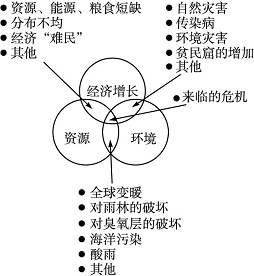 ● 资源、能源、粮食短缺
● 分布不均
● 经济“难民”
● 其他
● 自然灾害
● 传染病
● 环境灾害
● 贫民窟的增加
● 其他
经济增长
● 来临的危机
资源
环境
● 全球变暖
● 对雨林的破坏
● 对臭氧层的破坏
● 海洋污染
● 酸雨
● 其他